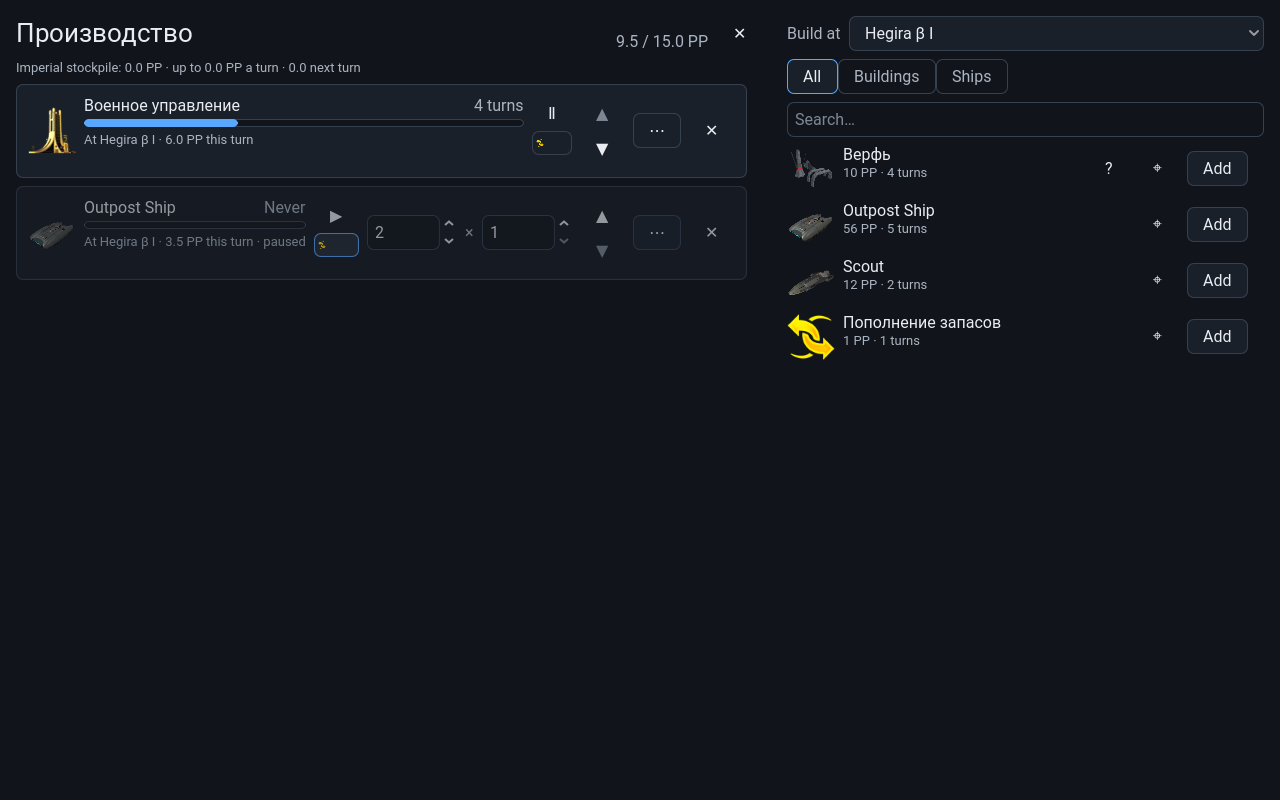 Производство
9.5 / 15.0 PP
✕
Imperial stockpile: 0.0 PP · up to 0.0 PP a turn · 0.0 next turn
Военное управление
4 turns
At Hegira β I · 6.0 PP this turn
⋯
✕
Outpost Ship
Never
At Hegira β I · 3.5 PP this turn · paused
2
×
1
⋯
✕
Build at
Hegira β I
All
Buildings
Ships
Search…
Верфь
10 PP · 4 turns
?
⌖
Add
Outpost Ship
56 PP · 5 turns
⌖
Add
Scout
12 PP · 2 turns
⌖
Add
Пополнение запасов
1 PP · 1 turns
⌖
Add